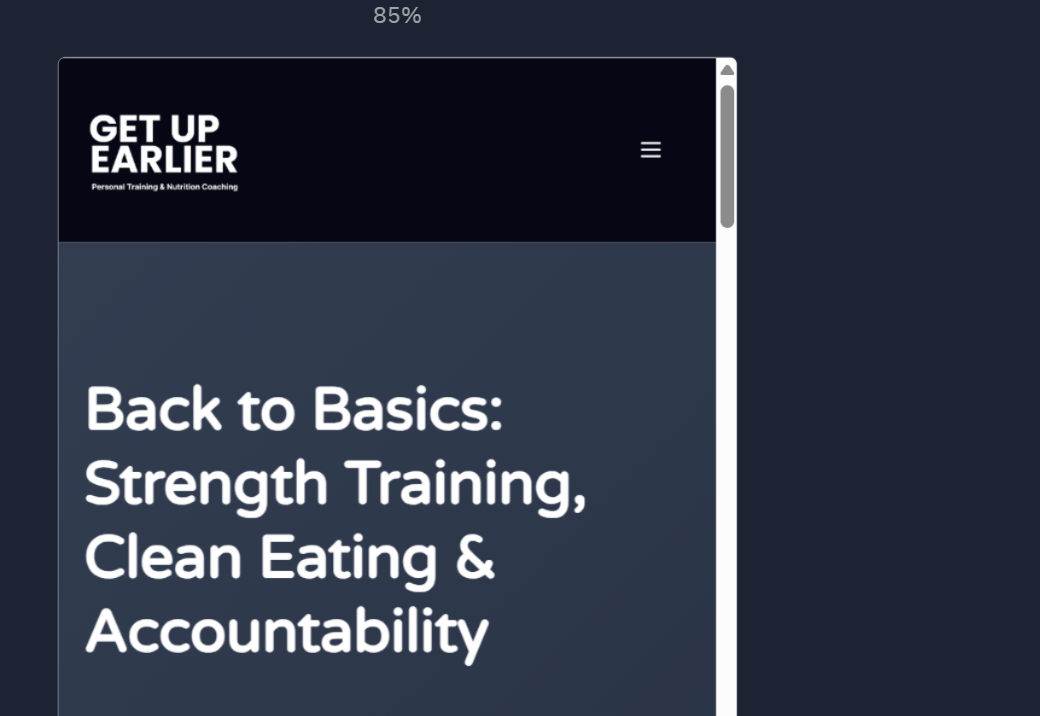 85%
GET UP
EARLIER
Personal Training & Nutrition Coaching
Back to Basics:
Strength Training,
Clean Eating &
Accountability